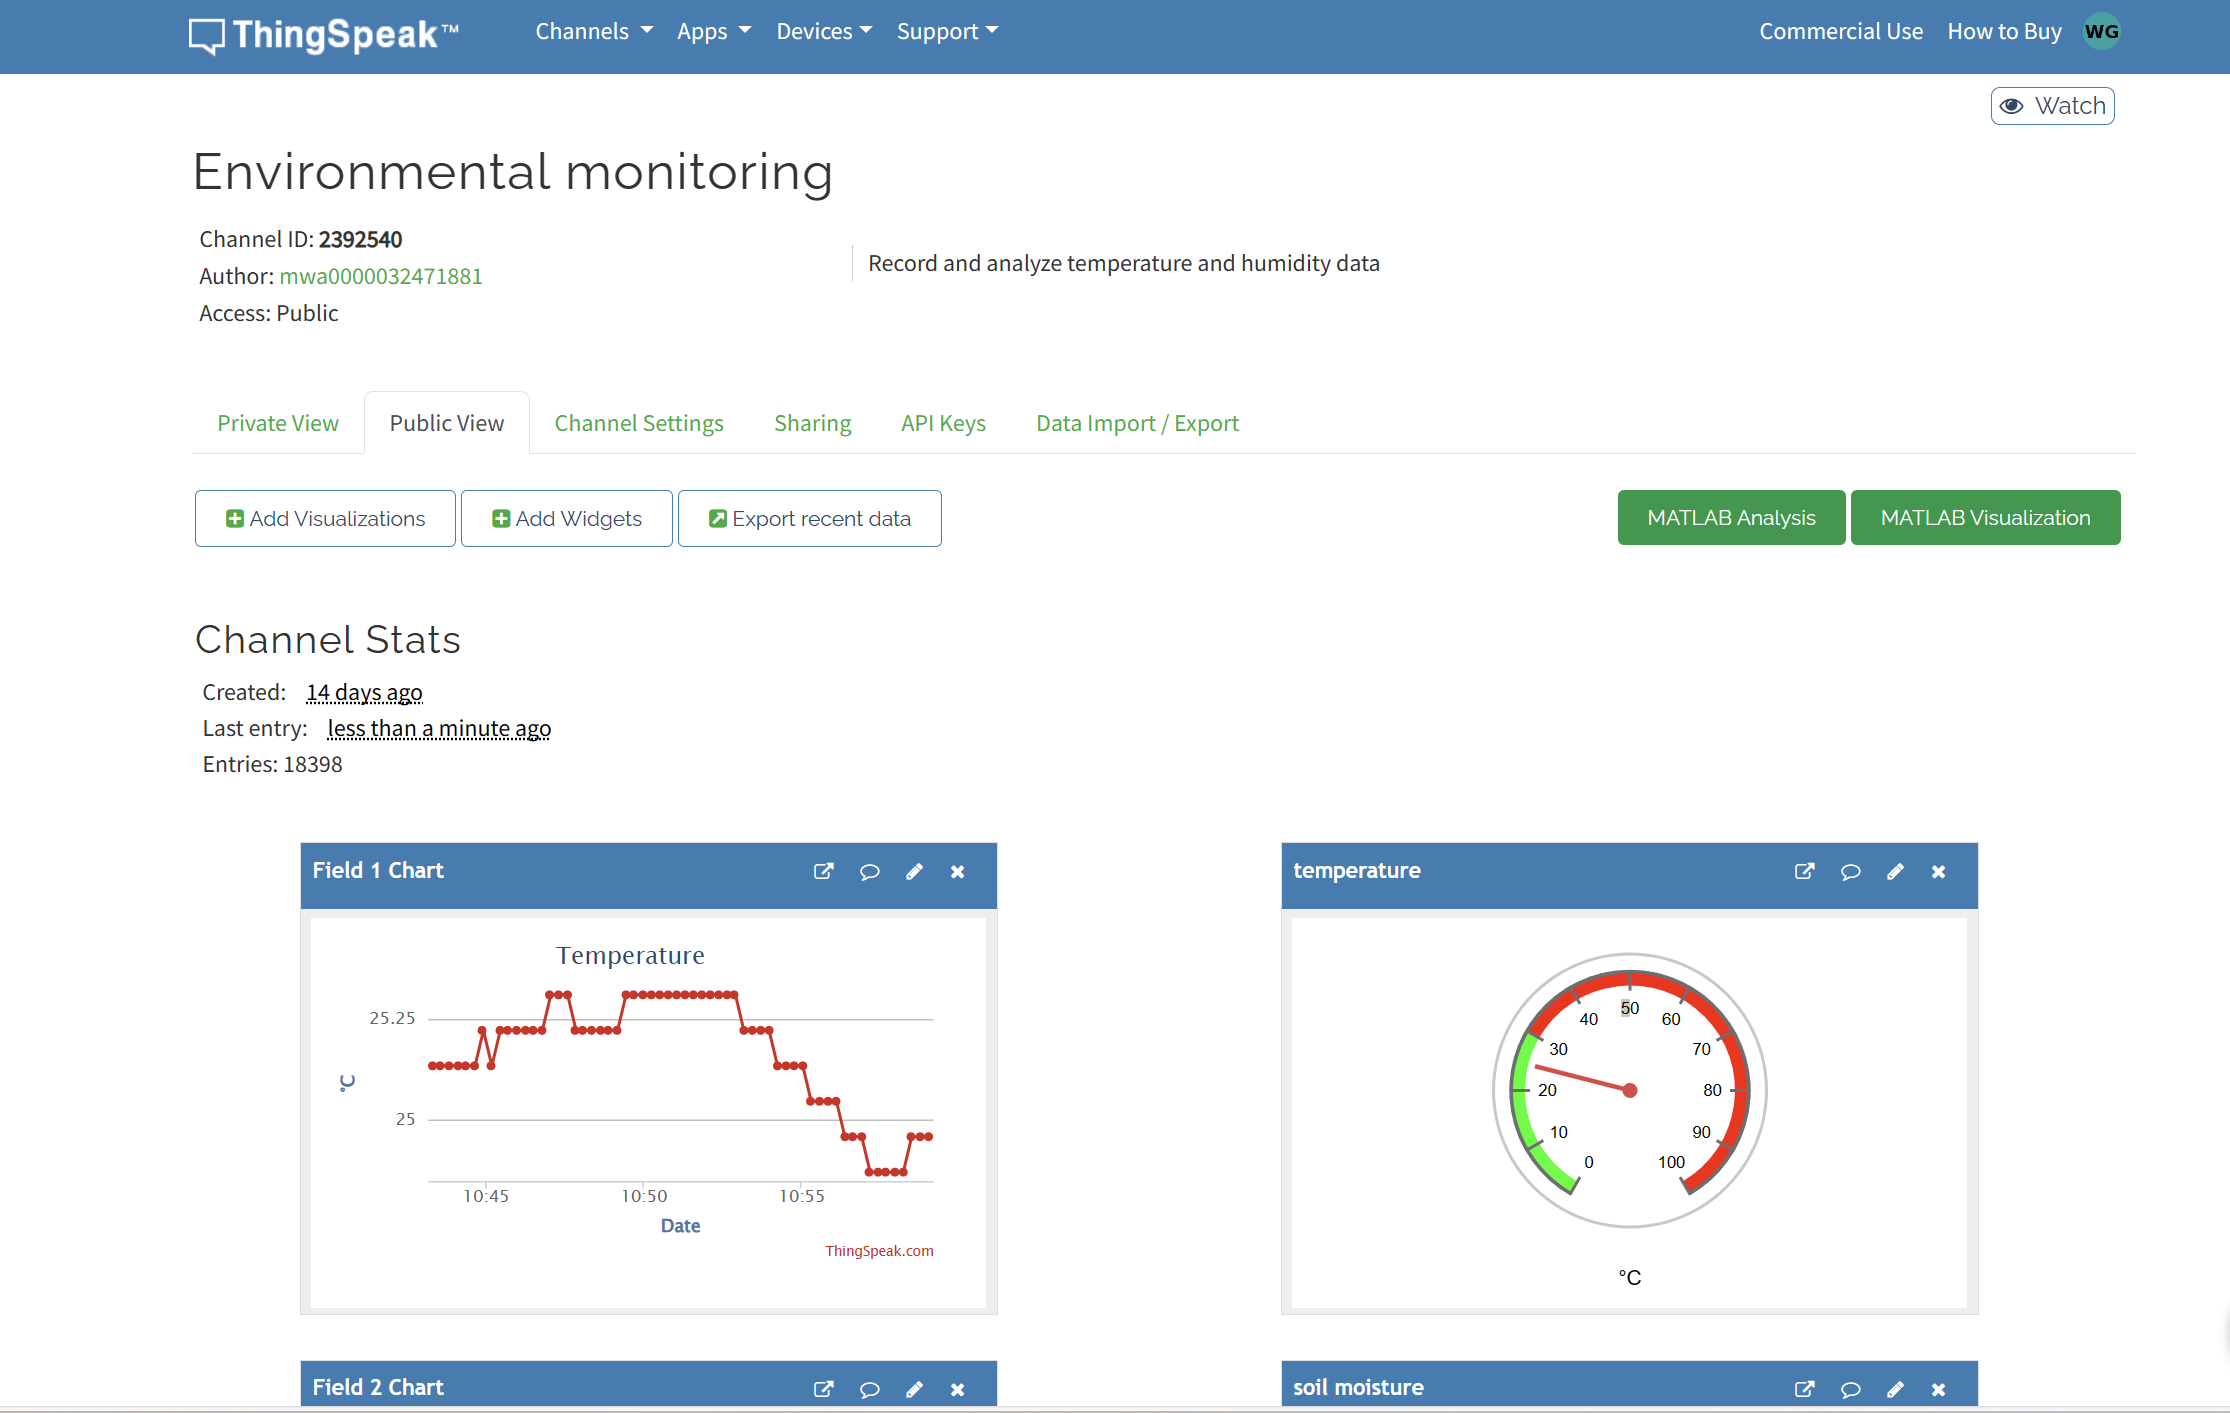 ThingSpeak™ Channels Apps Devices Support Commercial Use How to Buy WG
Watch
Environmental monitoring
Channel ID: 2392540
Author: mwa0000032471881
Access: Public
Record and analyze temperature and humidity data
Private View Public View Channel Settings Sharing API Keys Data Import / Export
Add Visualizations Add Widgets Export recent data MATLAB Analysis MATLAB Visualization
Channel Stats
Created: 14 days ago
Last entry: less than a minute ago
Entries: 18398
Field 1 Chart
Temperature
25.25
25
°C
10:45 10:50 10:55
Date
ThingSpeak.com
temperature
0 10 20 30 40 50 60 70 80 90 100
°C
Field 2 Chart
soil moisture